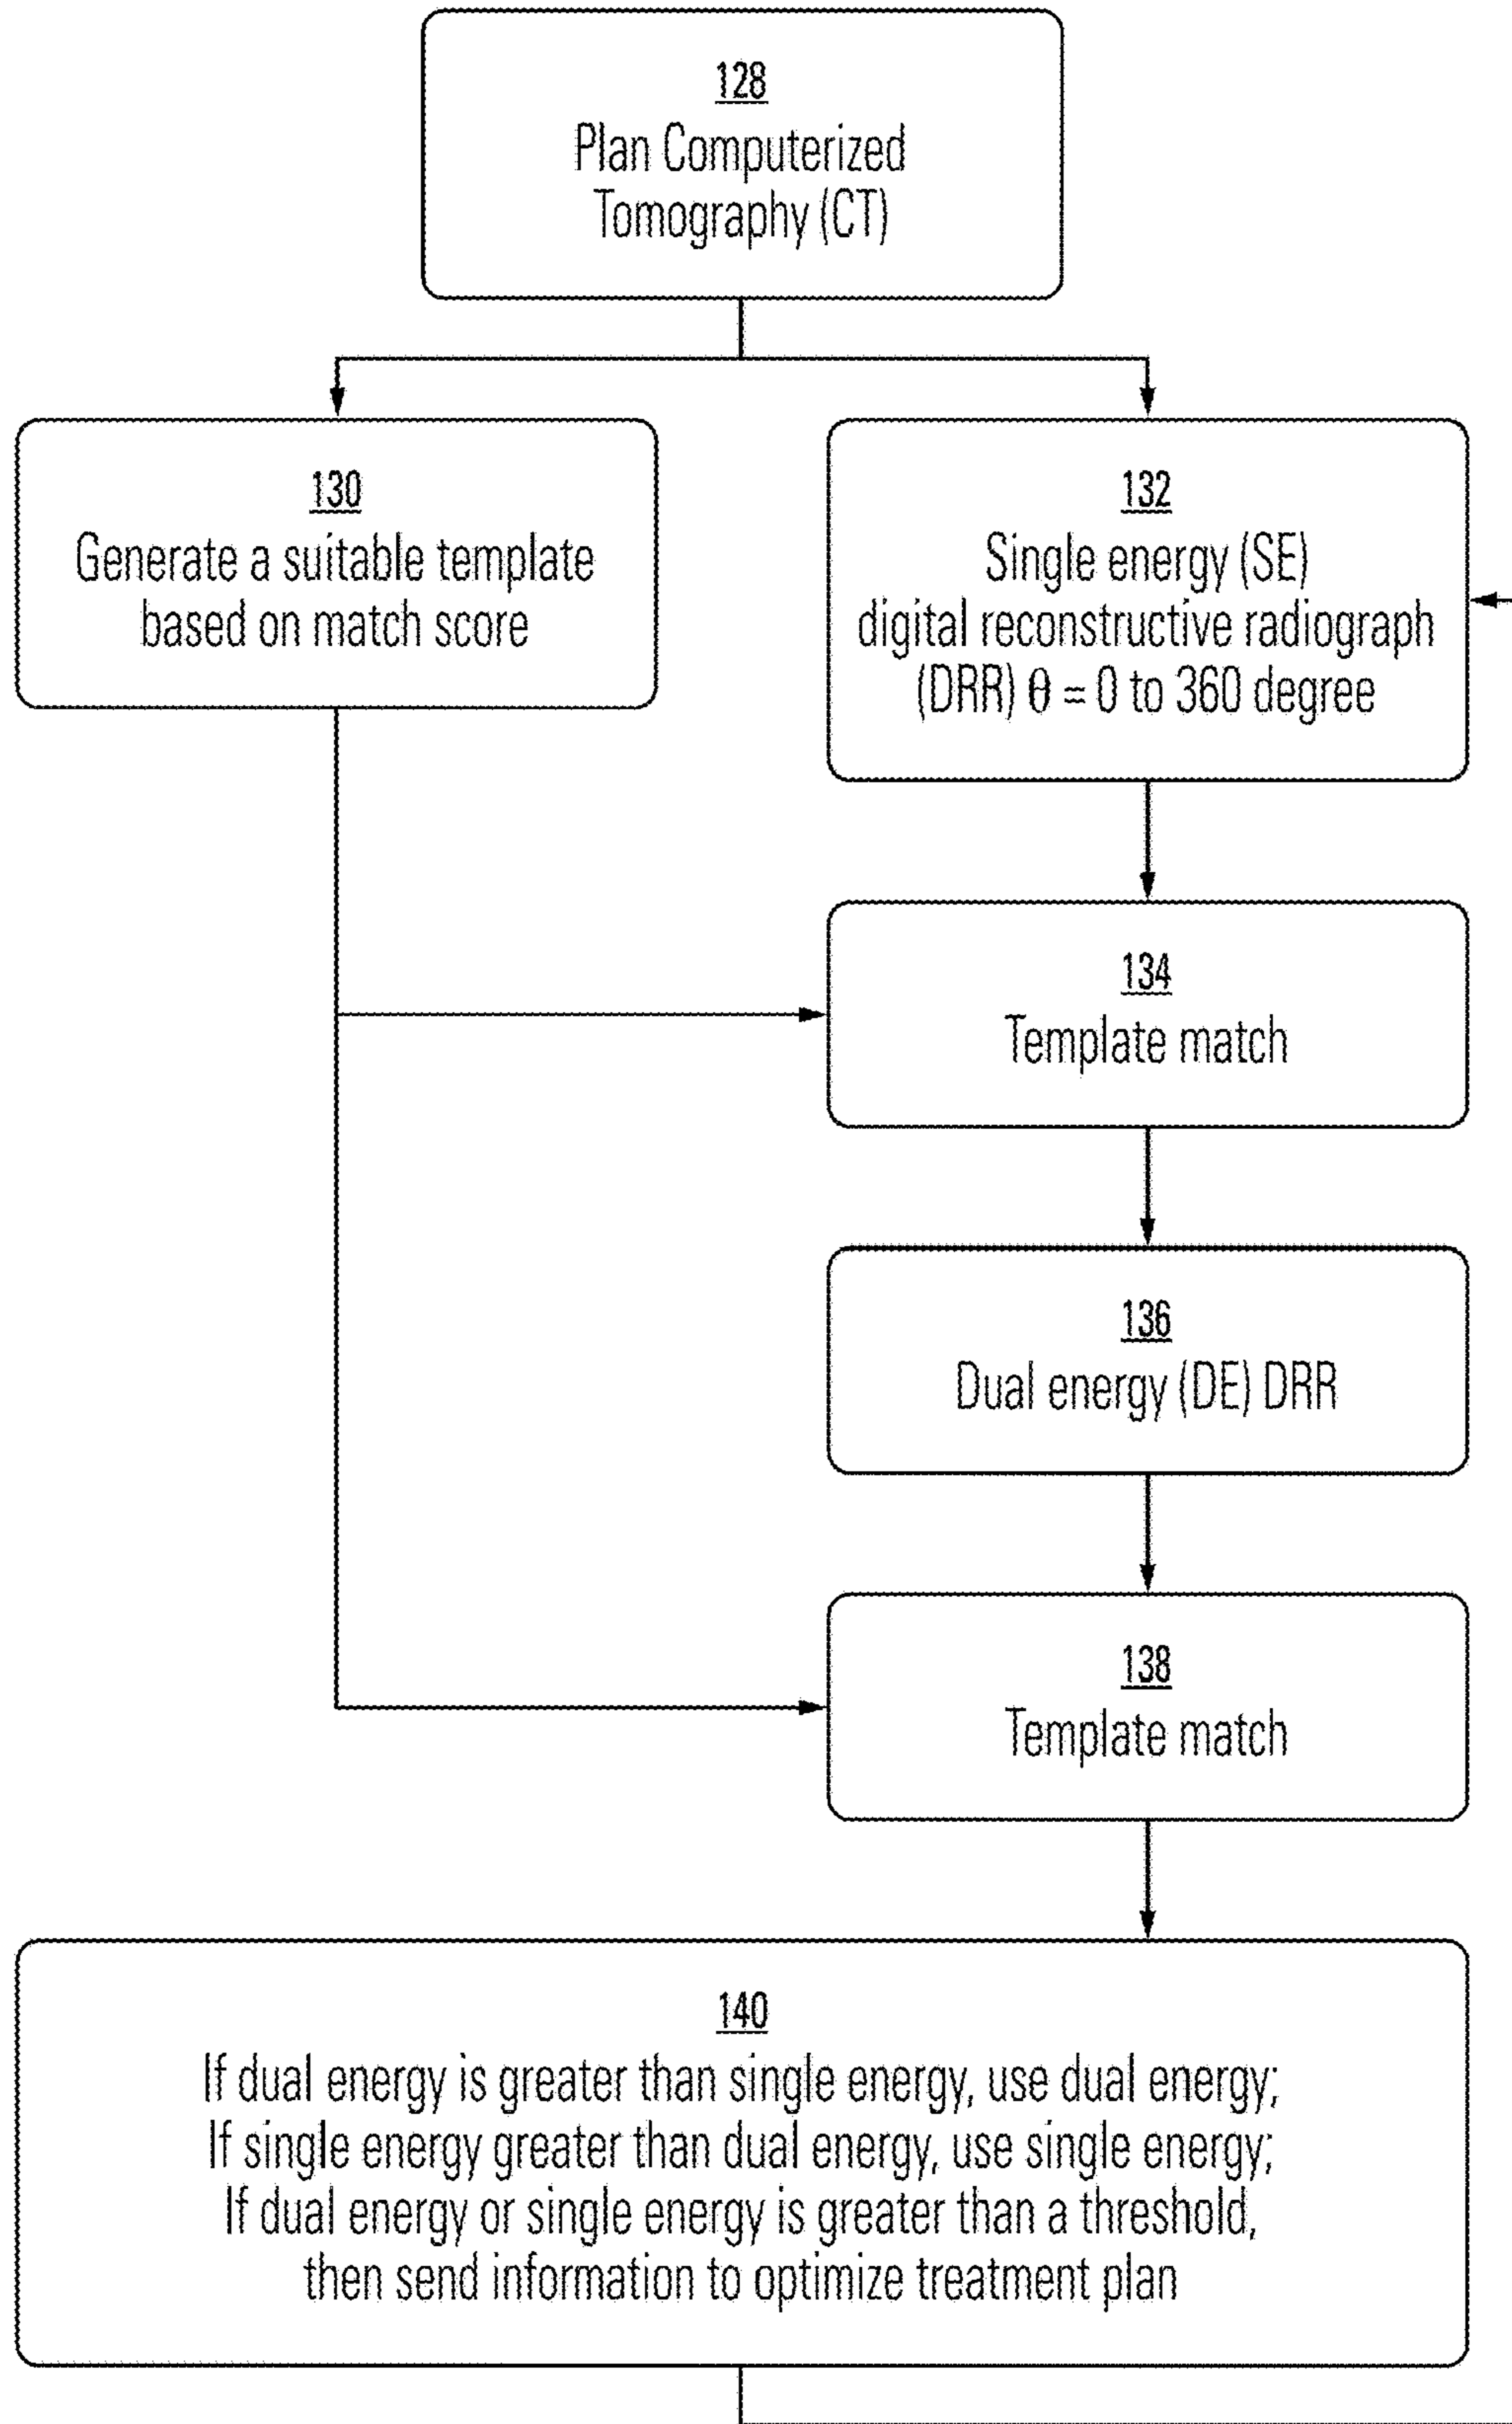 128
Plan Computerized
Tomography (CT)
130
Generate a suitable template
based on match score
132
Single energy (SE)
digital reconstructive radiograph
(DRR) θ = 0 to 360 degree
134
Template match
136
Dual energy (DE) DRR
138
Template match
140
If dual energy is greater than single energy, use dual energy;
If single energy greater than dual energy, use single energy;
If dual energy or single energy is greater than a threshold,
then send information to optimize treatment plan